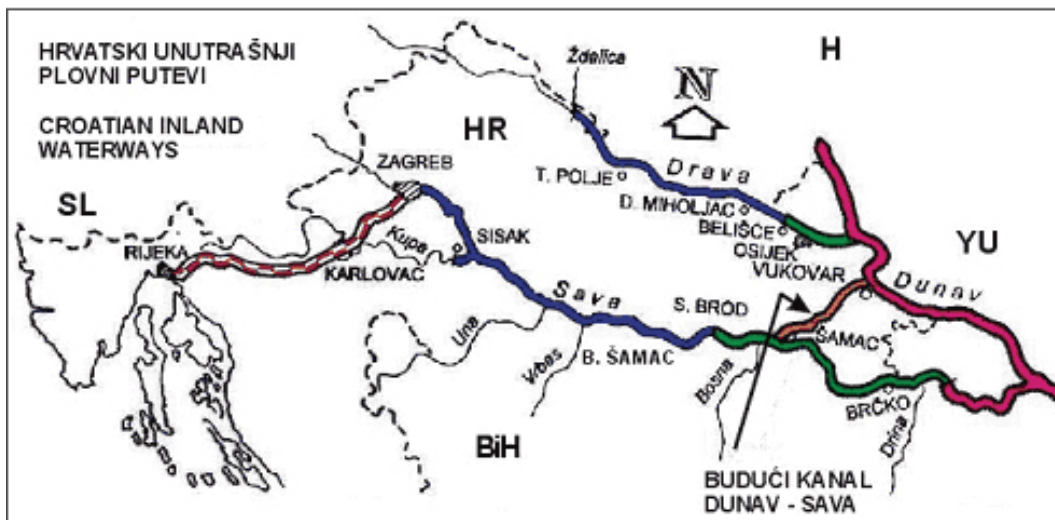 HRVATSKI UNUTRAŠNJI
PLOVNI PUTEVI
CROATIAN INLAND
WATERWAYS
H
Ždalica
N
HR
ZAGREB
T. POLJE
Drava
D. MIHOLJAC
BELIŠĆE
OSIJEK
VUKOVAR
YU
SL
RIJEKA
Kupa
SISAK
KARLOVAC
Dunav
Sava
S. BROD
Una
Vrbas
B. ŠAMAC
ŠAMAC
Bosna
BRČKO
Drina
BiH
BUDUĆI KANAL
DUNAV - SAVA